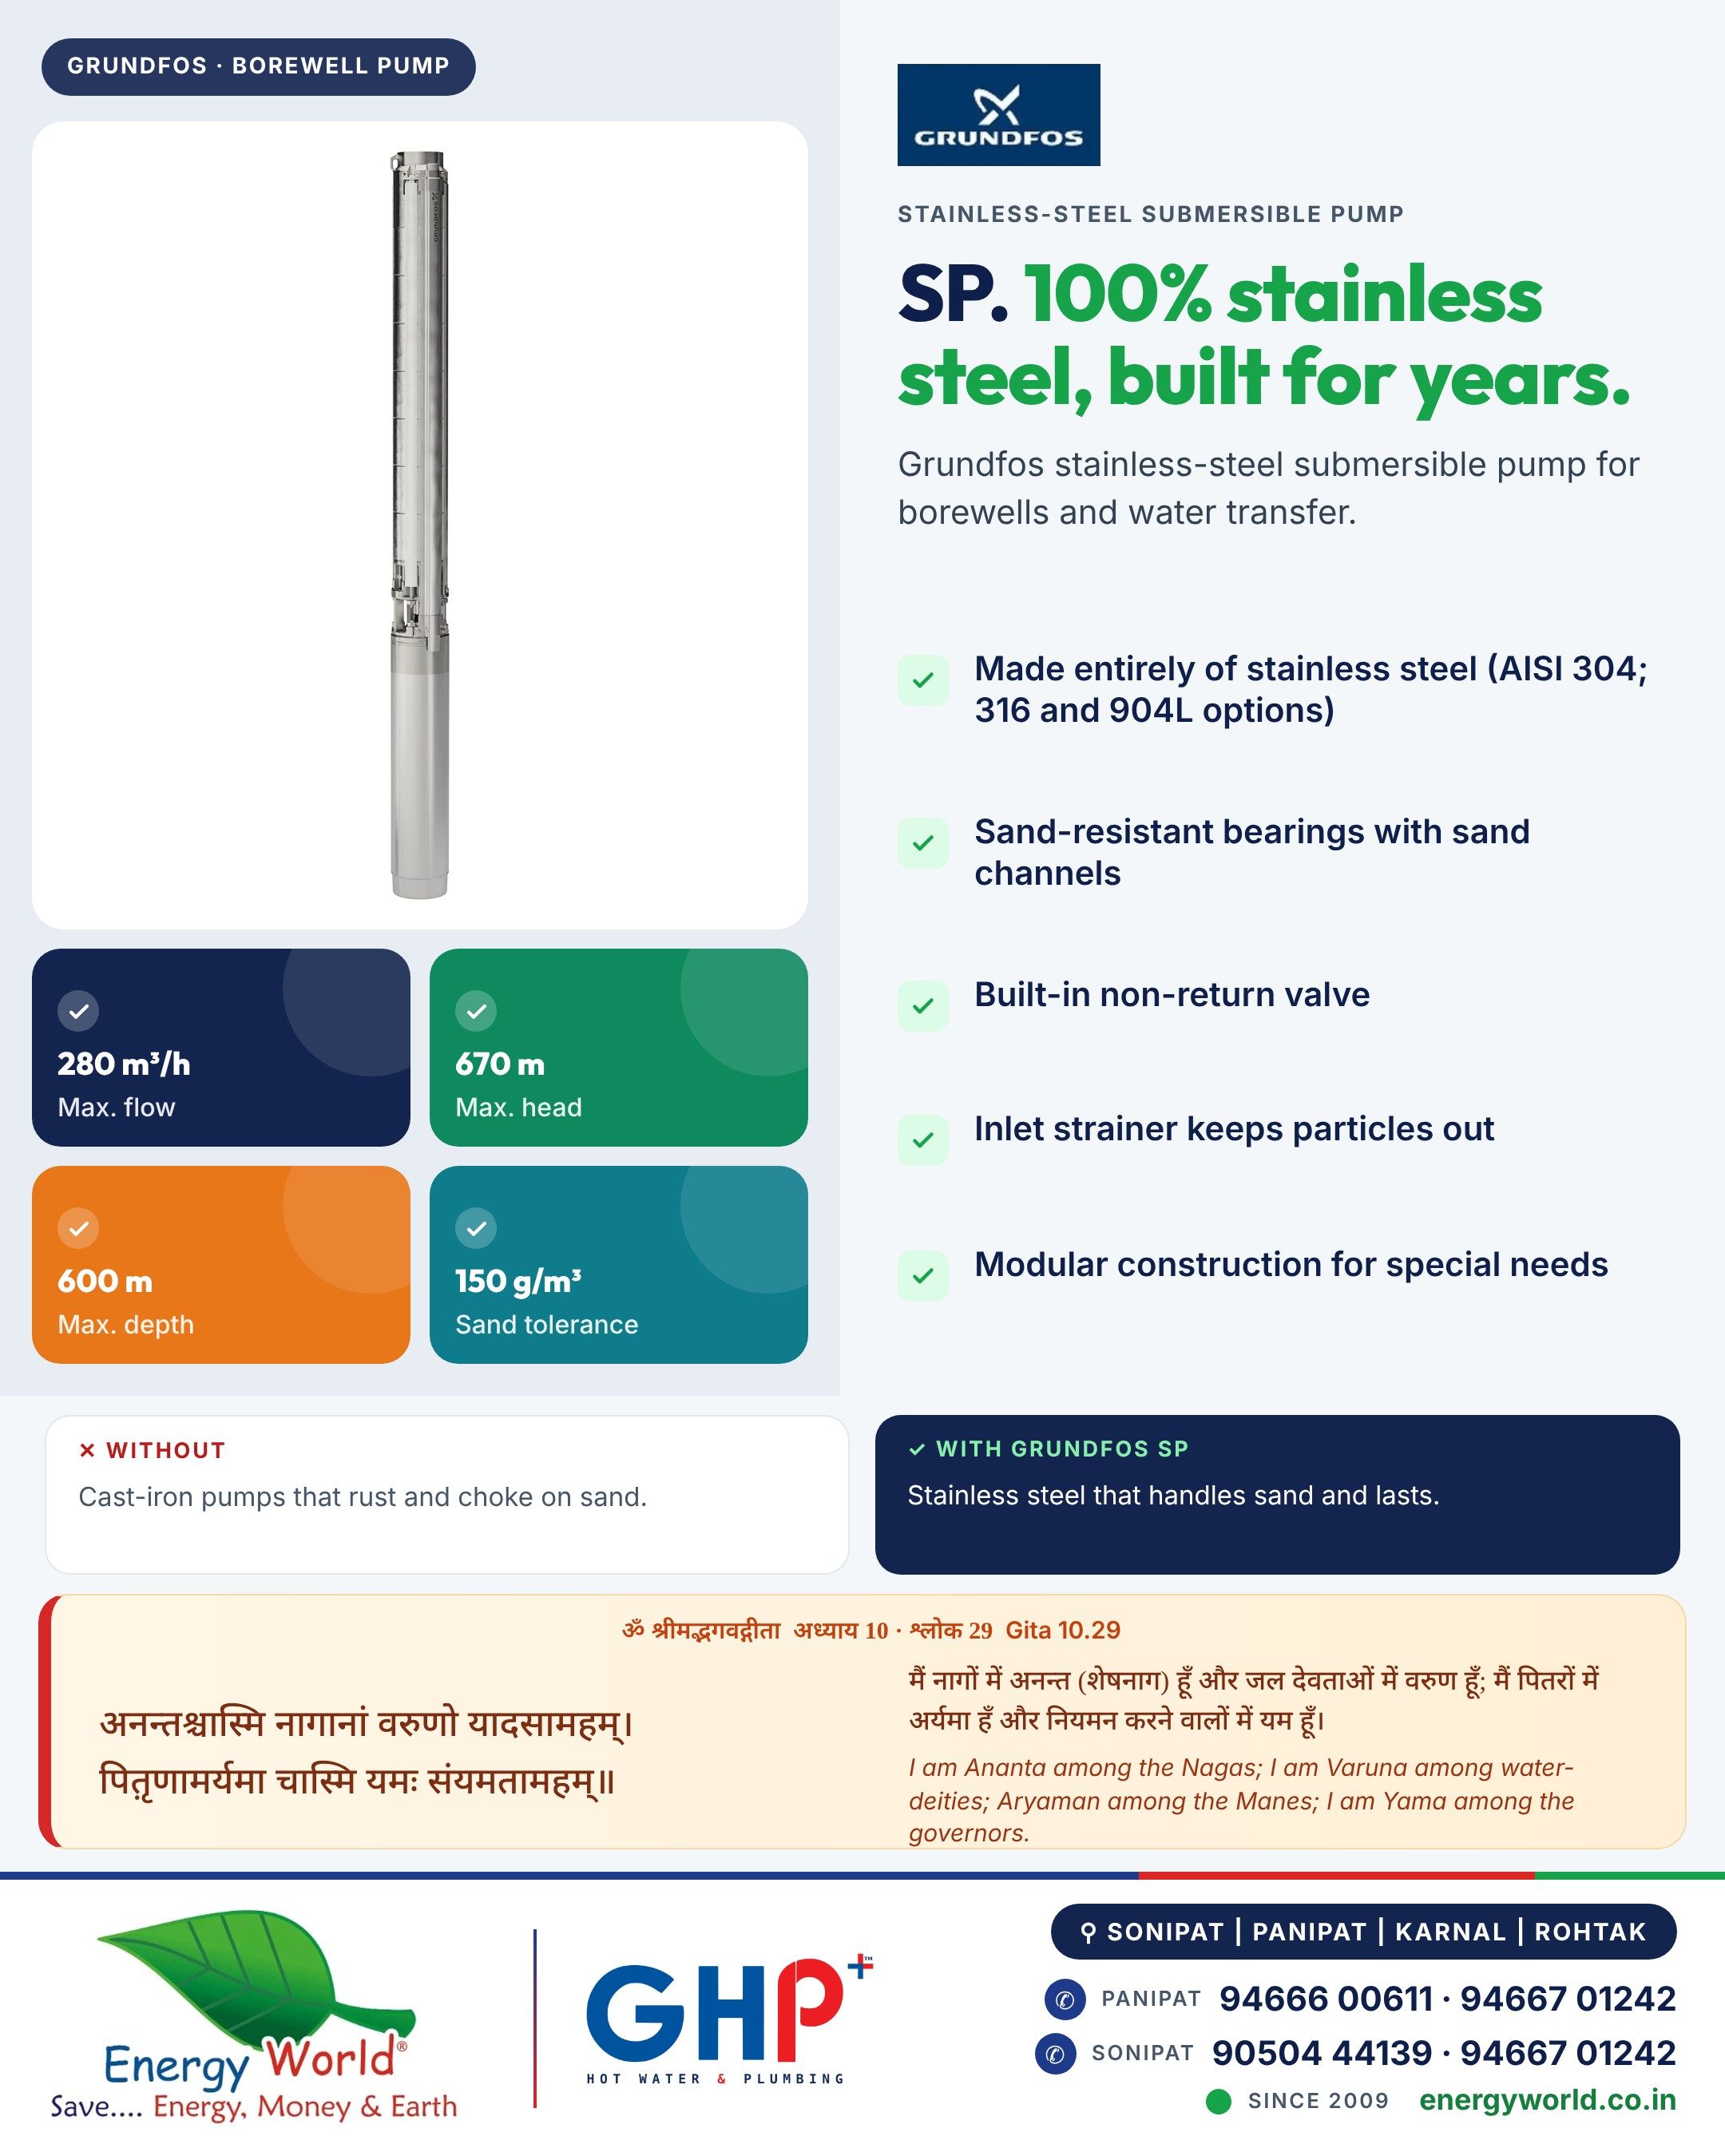 GRUNDFOS · BOREWELL PUMP
GRUNDFOS
STAINLESS-STEEL SUBMERSIBLE PUMP
SP. 100% stainless
steel, built for years.
Grundfos stainless-steel submersible pump for
borewells and water transfer.
Made entirely of stainless steel (AISI 304;
316 and 904L options)
Sand-resistant bearings with sand
channels
Built-in non-return valve
Inlet strainer keeps particles out
Modular construction for special needs
280 m³/h
Max. flow
670 m
Max. head
600 m
Max. depth
150 g/m³
Sand tolerance
✕ WITHOUT
Cast-iron pumps that rust and choke on sand.
✓ WITH GRUNDFOS SP
Stainless steel that handles sand and lasts.
ॐ श्रीमद्भगवद्गीता अध्याय 10 · श्लोक 29 Gita 10.29
अनन्तश्चास्मि नागानां वरुणो यादसामहम्।
पितृ़णामर्यमा चास्मि यमः संयमतामहम्॥
मैं नागों में अनन्त (शेषनाग) हूँ और जल देवताओं में वरुण हूँ; मैं पितरों में
अर्यमा हँ और नियमन करने वालों में यम हूँ।
I am Ananta among the Nagas; I am Varuna among water-
deities; Aryaman among the Manes; I am Yama among the
governors.
Energy World®
Save.... Energy, Money & Earth
GHP+™
HOT WATER & PLUMBING
SONIPAT | PANIPAT | KARNAL | ROHTAK
PANIPAT 94666 00611 · 94667 01242
SONIPAT 90504 44139 · 94667 01242
SINCE 2009 energyworld.co.in